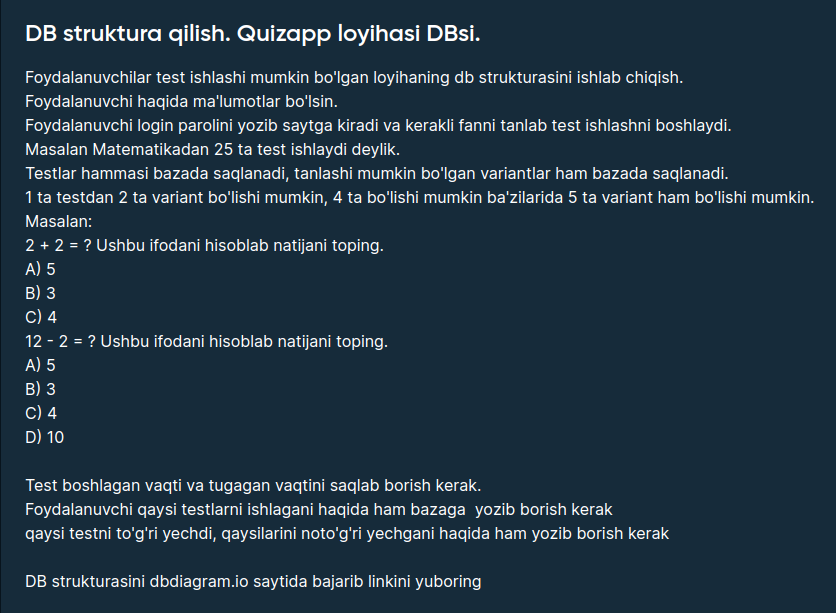 DB struktura qilish. Quizapp loyihasi DBsi.
Foydalanuvchilar test ishlashi mumkin bo'lgan loyihaning db strukturasini ishlab chiqish.
Foydalanuvchi haqida ma'lumotlar bo'lsin.
Foydalanuvchi login parolini yozib saytga kiradi va kerakli fanni tanlab test ishlashni boshlaydi.
Masalan Matematikadan 25 ta test ishlaydi deylik.
Testlar hammasi bazada saqlanadi, tanlashi mumkin bo'lgan variantlar ham bazada saqlanadi.
1 ta testdan 2 ta variant bo'lishi mumkin, 4 ta bo'lishi mumkin ba'zilarida 5 ta variant ham bo'lishi mumkin.
Masalan:
2 + 2 = ? Ushbu ifodani hisoblab natijani toping.
A) 5
B) 3
C) 4
12 - 2 = ? Ushbu ifodani hisoblab natijani toping.
A) 5
B) 3
C) 4
D) 10
Test boshlagan vaqti va tugagan vaqtini saqlab borish kerak.
Foydalanuvchi qaysi testlarni ishlagani haqida ham bazaga  yozib borish kerak
qaysi testni to'g'ri yechdi, qaysilarini noto'g'ri yechgani haqida ham yozib borish kerak
DB strukturasini dbdiagram.io saytida bajarib linkini yuboring